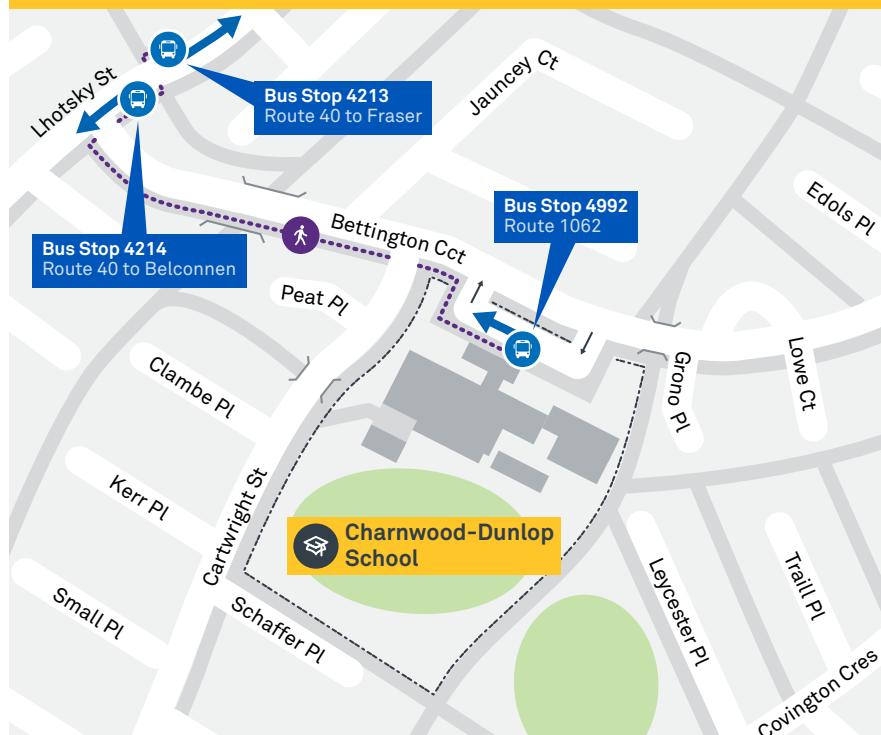 Lhotsky St
Bus Stop 4213
Route 40 to Fraser
Jauncey Ct
Edols Pl
Bus Stop 4992
Route 1062
Bus Stop 4214
Route 40 to Belconnen
Bettington Cct
Peat Pl
Clambe Pl
Grono Pl
Lowe Ct
Kerr Pl
Cartwright St
Charnwood-Dunlop
School
Small Pl
Schaffer Pl
Leycester Pl
Traill Pl
Covington Cres